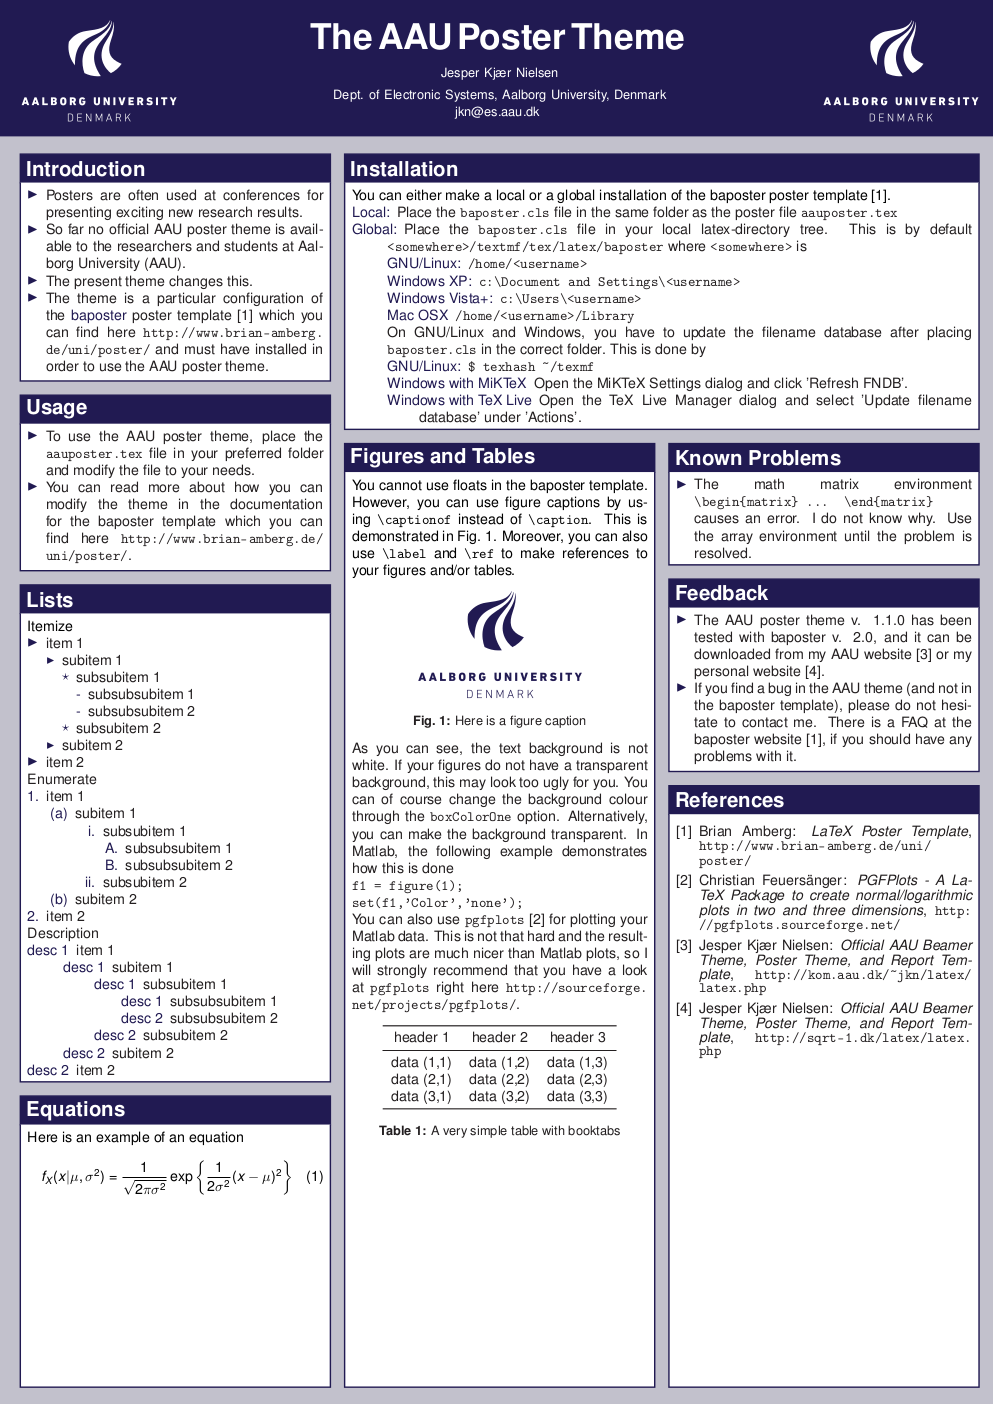 The AAU Poster Theme
Jesper Kjær Nielsen
Dept. of Electronic Systems, Aalborg University, Denmark
jkn@es.aau.dk
AALBORG UNIVERSITY
DENMARK
AALBORG UNIVERSITY
DENMARK
Introduction
► Posters are often used at conferences for
presenting exciting new research results.
► So far no official AAU poster theme is avail-
able to the researchers and students at Aal-
borg University (AAU).
► The present theme changes this.
► The theme is a particular configuration of
the baposter poster template [1] which you
can find here http://www.brian-amberg.
de/uni/poster/ and must have installed in
order to use the AAU poster theme.
Usage
► To use the AAU poster theme, place the
aauposter.tex file in your preferred folder
and modify the file to your needs.
► You can read more about how you can
modify the theme in the documentation
for the baposter template which you can
find here http://www.brian-amberg.de/
uni/poster/.
Lists
Itemize
► item 1
► subitem 1
⋆ subsubitem 1
- subsubsubitem 1
- subsubsubitem 2
⋆ subsubitem 2
► subitem 2
► item 2
Enumerate
1. item 1
(a) subitem 1
i. subsubitem 1
A. subsubsubitem 1
B. subsubsubitem 2
ii. subsubitem 2
(b) subitem 2
2. item 2
Description
desc 1 item 1
desc 1 subitem 1
desc 1 subsubitem 1
desc 1 subsubsubitem 1
desc 2 subsubsubitem 2
desc 2 subsubitem 2
desc 2 subitem 2
desc 2 item 2
Equations
Here is an example of an equation
f_X(x|μ, σ²) = 1/√(2πσ²) exp { 1/(2σ²) (x − μ)² } (1)
Installation
You can either make a local or a global installation of the baposter poster template [1].
Local: Place the baposter.cls file in the same folder as the poster file aauposter.tex
Global: Place the baposter.cls file in your local latex-directory tree. This is by default
<somewhere>/textmf/tex/latex/baposter where <somewhere> is
GNU/Linux: /home/<username>
Windows XP: c:\Document and Settings\<username>
Windows Vista+: c:\Users\<username>
Mac OSX /home/<username>/Library
On GNU/Linux and Windows, you have to update the filename database after placing
baposter.cls in the correct folder. This is done by
GNU/Linux: $ texhash ~/texmf
Windows with MiKTeX Open the MiKTeX Settings dialog and click 'Refresh FNDB'.
Windows with TeX Live Open the TeX Live Manager dialog and select 'Update filename
database' under 'Actions'.
Figures and Tables
You cannot use floats in the baposter template.
However, you can use figure captions by us-
ing \captionof instead of \caption. This is
demonstrated in Fig. 1. Moreover, you can also
use \label and \ref to make references to
your figures and/or tables.
AALBORG UNIVERSITY
DENMARK
Fig. 1: Here is a figure caption
As you can see, the text background is not
white. If your figures do not have a transparent
background, this may look too ugly for you. You
can of course change the background colour
through the boxColorOne option. Alternatively,
you can make the background transparent. In
Matlab, the following example demonstrates
how this is done
f1 = figure(1);
set(f1,'Color','none');
You can also use pgfplots [2] for plotting your
Matlab data. This is not that hard and the result-
ing plots are much nicer than Matlab plots, so I
will strongly recommend that you have a look
at pgfplots right here http://sourceforge.
net/projects/pgfplots/.
header 1 header 2 header 3
data (1,1) data (1,2) data (1,3)
data (2,1) data (2,2) data (2,3)
data (3,1) data (3,2) data (3,3)
Table 1: A very simple table with booktabs
Known Problems
► The math matrix environment
\begin{matrix} ... \end{matrix}
causes an error. I do not know why. Use
the array environment until the problem is
resolved.
Feedback
► The AAU poster theme v. 1.1.0 has been
tested with baposter v. 2.0, and it can be
downloaded from my AAU website [3] or my
personal website [4].
► If you find a bug in the AAU theme (and not in
the baposter template), please do not hesi-
tate to contact me. There is a FAQ at the
baposter website [1], if you should have any
problems with it.
References
[1] Brian Amberg: LaTeX Poster Template,
http://www.brian-amberg.de/uni/
poster/
[2] Christian Feuersänger: PGFPlots - A La-
TeX Package to create normal/logarithmic
plots in two and three dimensions, http:
//pgfplots.sourceforge.net/
[3] Jesper Kjær Nielsen: Official AAU Beamer
Theme, Poster Theme, and Report Tem-
plate, http://kom.aau.dk/~jkn/latex/
latex.php
[4] Jesper Kjær Nielsen: Official AAU Beamer
Theme, Poster Theme, and Report Tem-
plate, http://sqrt-1.dk/latex/latex.
php